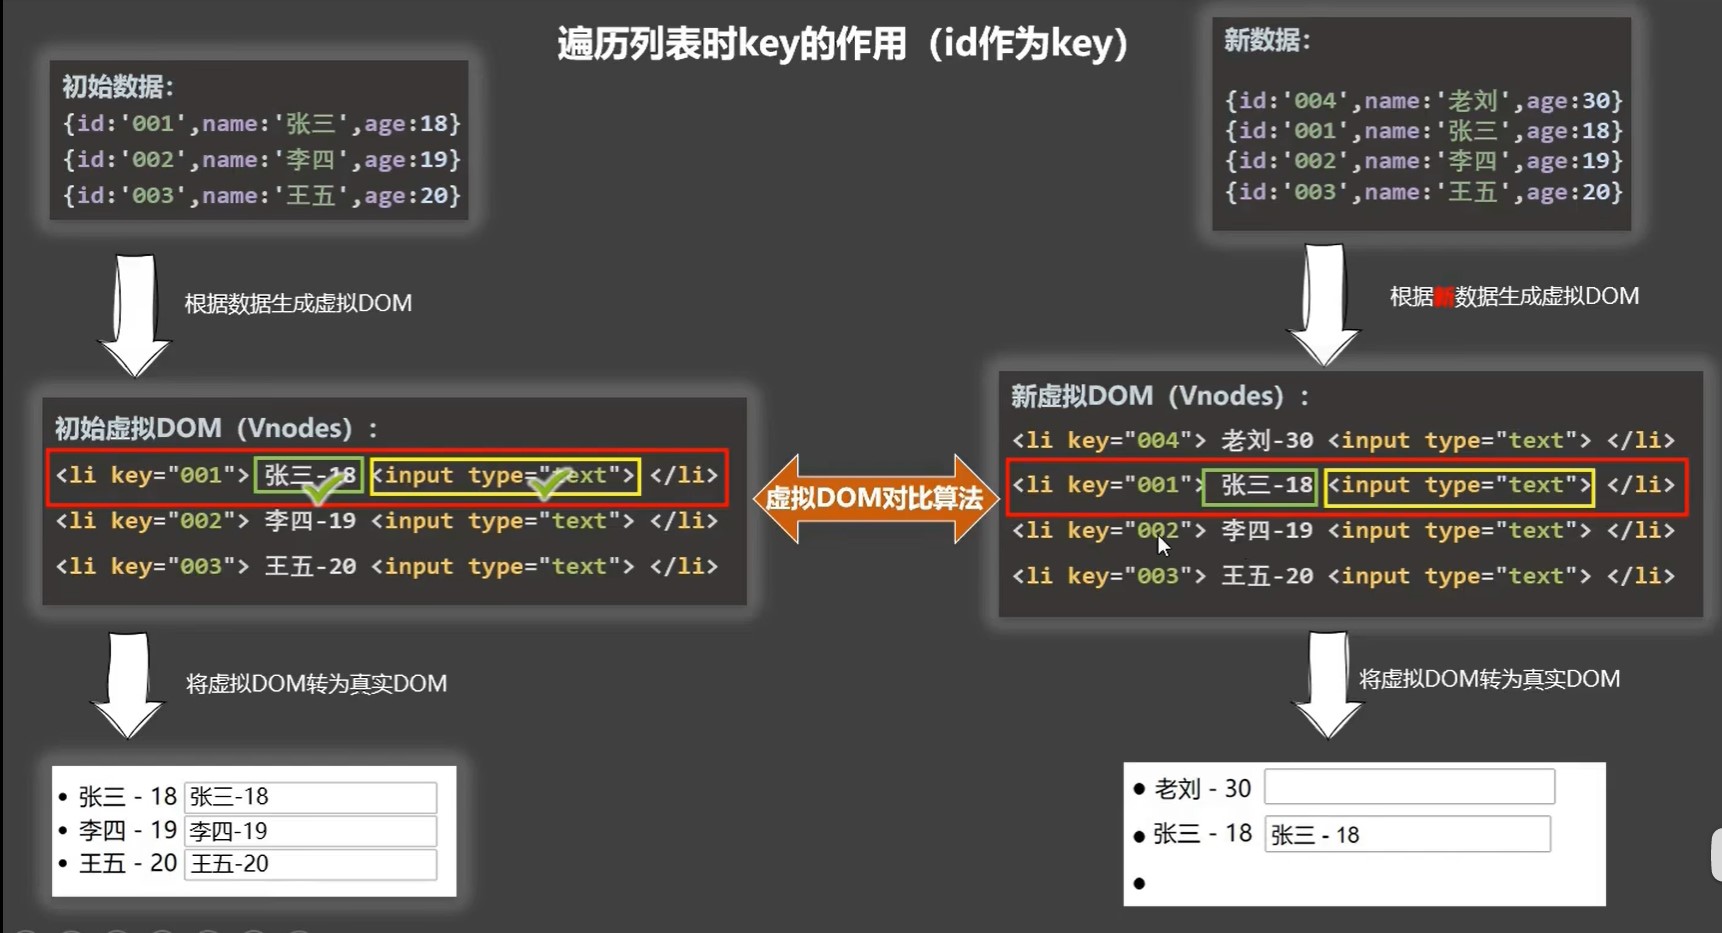 遍历列表时key的作用（id作为key）
初始数据：
{id:'001',name:'张三',age:18}
{id:'002',name:'李四',age:19}
{id:'003',name:'王五',age:20}
根据数据生成虚拟DOM
初始虚拟DOM（Vnodes）：
<li key="001"> 张三-18 <input type="text"> </li>
<li key="002"> 李四-19 <input type="text"> </li>
<li key="003"> 王五-20 <input type="text"> </li>
将虚拟DOM转为真实DOM
• 张三 - 18 张三-18
• 李四 - 19 李四-19
• 王五 - 20 王五-20
虚拟DOM对比算法
新数据：
{id:'004',name:'老刘',age:30}
{id:'001',name:'张三',age:18}
{id:'002',name:'李四',age:19}
{id:'003',name:'王五',age:20}
根据新数据生成虚拟DOM
新虚拟DOM（Vnodes）：
<li key="004"> 老刘-30 <input type="text"> </li>
<li key="001"> 张三-18 <input type="text"> </li>
<li key="002"> 李四-19 <input type="text"> </li>
<li key="003"> 王五-20 <input type="text"> </li>
将虚拟DOM转为真实DOM
• 老刘 - 30
• 张三 - 18 张三 - 18
•